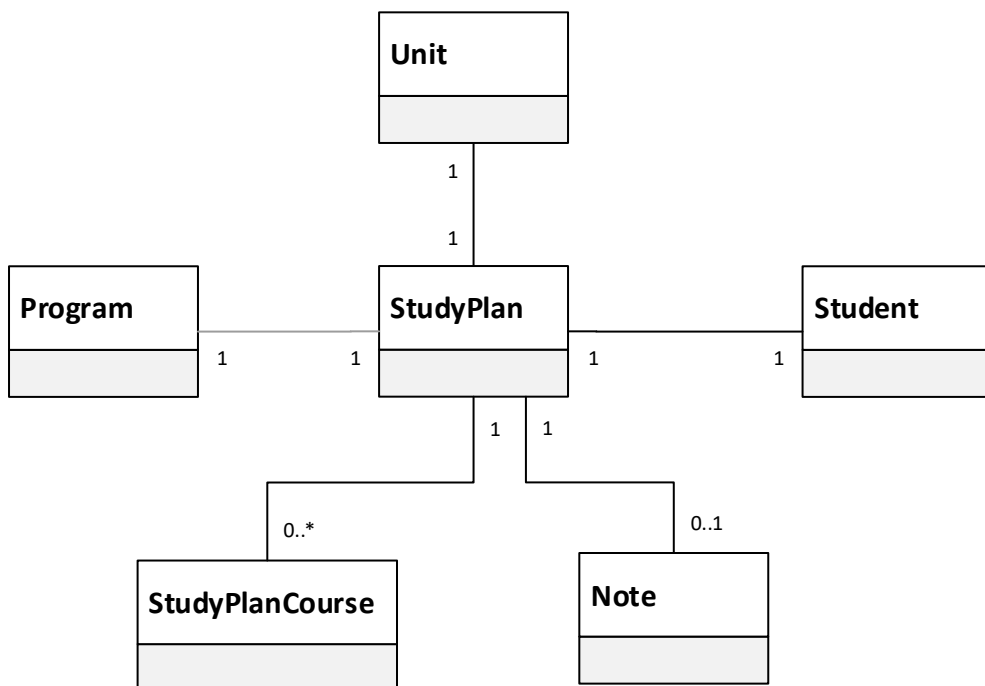 Unit
1
1
Program
StudyPlan
Student
1
1
1
1
1
1
0..*
0..1
StudyPlanCourse
Note